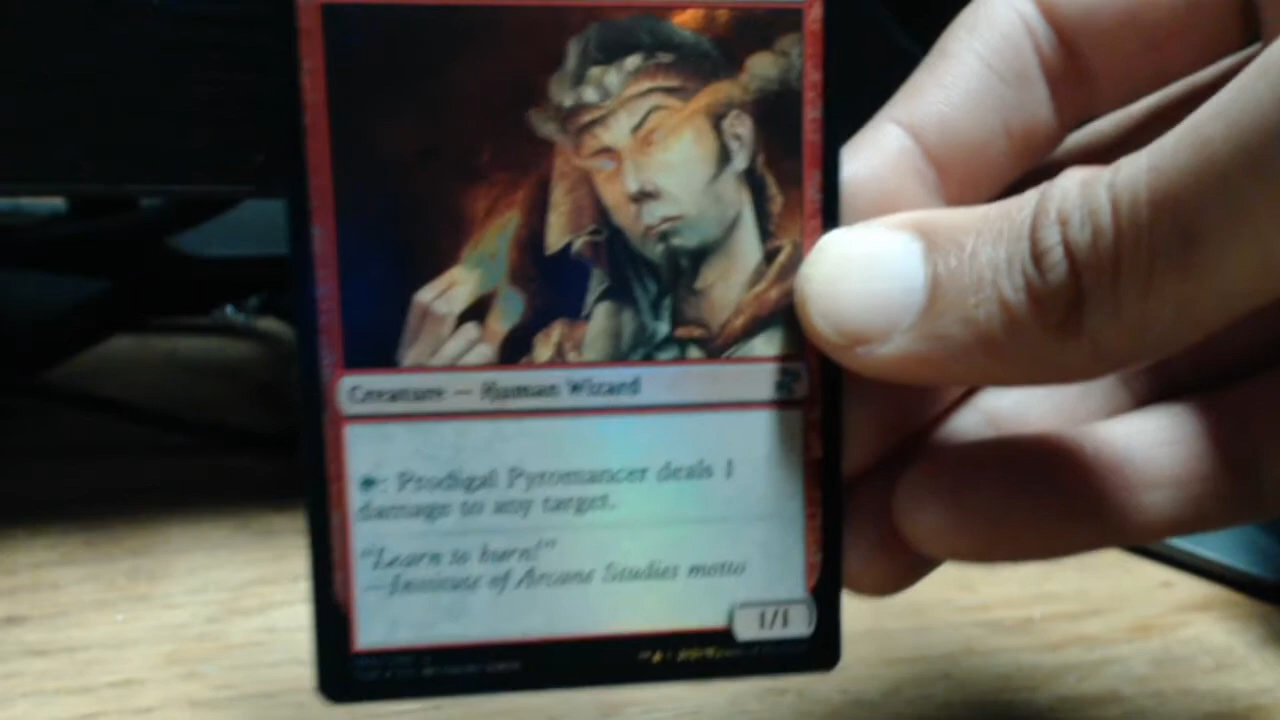 Creature — Human Wizard
: Prodigal Pyromancer deals 1
damage to any target.
"Learn to burn!"
—Institute of Arcane Studies motto
1/1